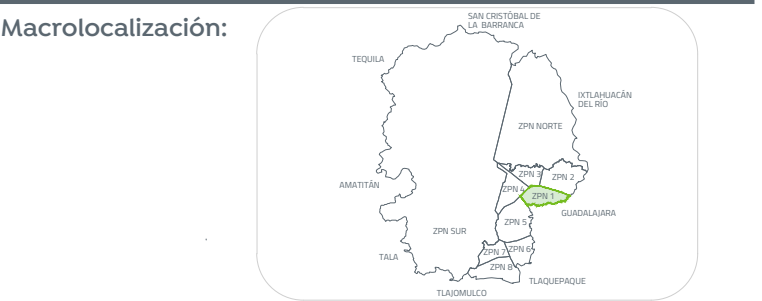 Macrolocalización:
SAN CRISTÓBAL DE
LA BARRANCA
TEQUILA
IXTLAHUACÁN
DEL RÍO
ZPN NORTE
ZPN 3
ZPN 2
AMATITÁN
ZPN 4
ZPN 1
GUADALAJARA
ZPN 5
ZPN SUR
ZPN 7
ZPN 6
TALA
ZPN 8
TLAQUEPAQUE
TLAJOMULCO